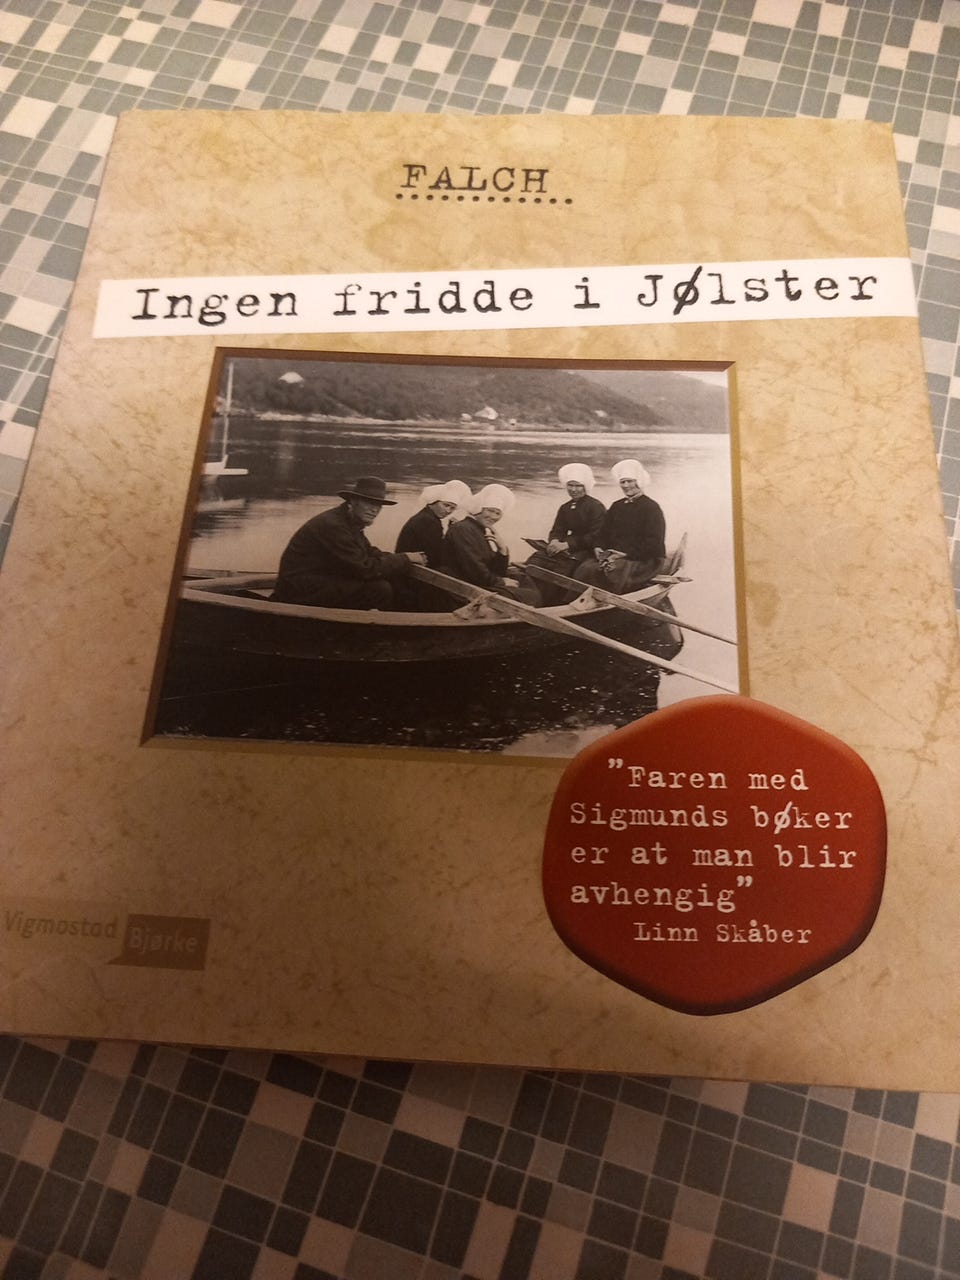 FALCH
Ingen fridde i Jølster
"Faren med
Sigmunds bøker
er at man blir
avhengig"
Linn Skåber
Vigmostad
Bjørke